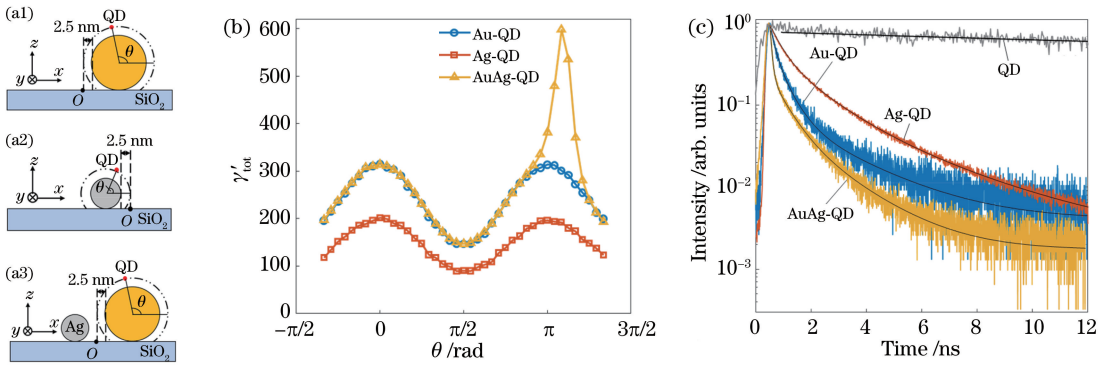 (a1)
QD
2.5 nm
θ
z
y
x
O
SiO2
(a2)
2.5 nm
QD
z
θ
y
x
O
SiO2
(a3)
QD
2.5 nm
z
θ
y
x
Ag
O
SiO2
(b)
600
500
400
300
200
100
0
γ′tot
Au-QD
Ag-QD
AuAg-QD
−π/2
0
π/2
π
3π/2
θ /rad
(c)
10^0
10^−1
10^−2
10^−3
Intensity /arb. units
Au-QD
QD
Ag-QD
AuAg-QD
0
2
4
6
8
10
12
Time /ns